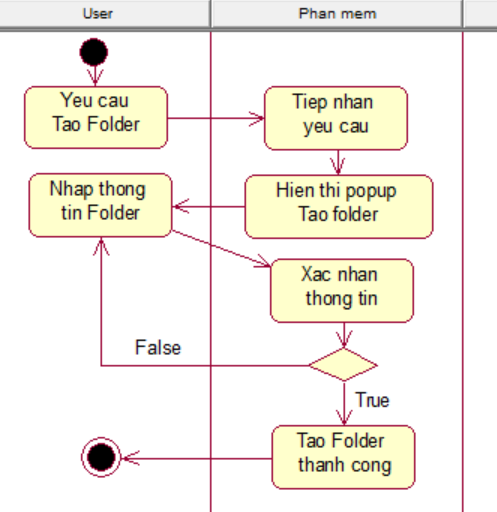 User
Phan mem
Yeu cau
Tao Folder
Tiep nhan
yeu cau
Hien thi popup
Tao folder
Nhap thong
tin Folder
Xac nhan
thong tin
False
True
Tao Folder
thanh cong